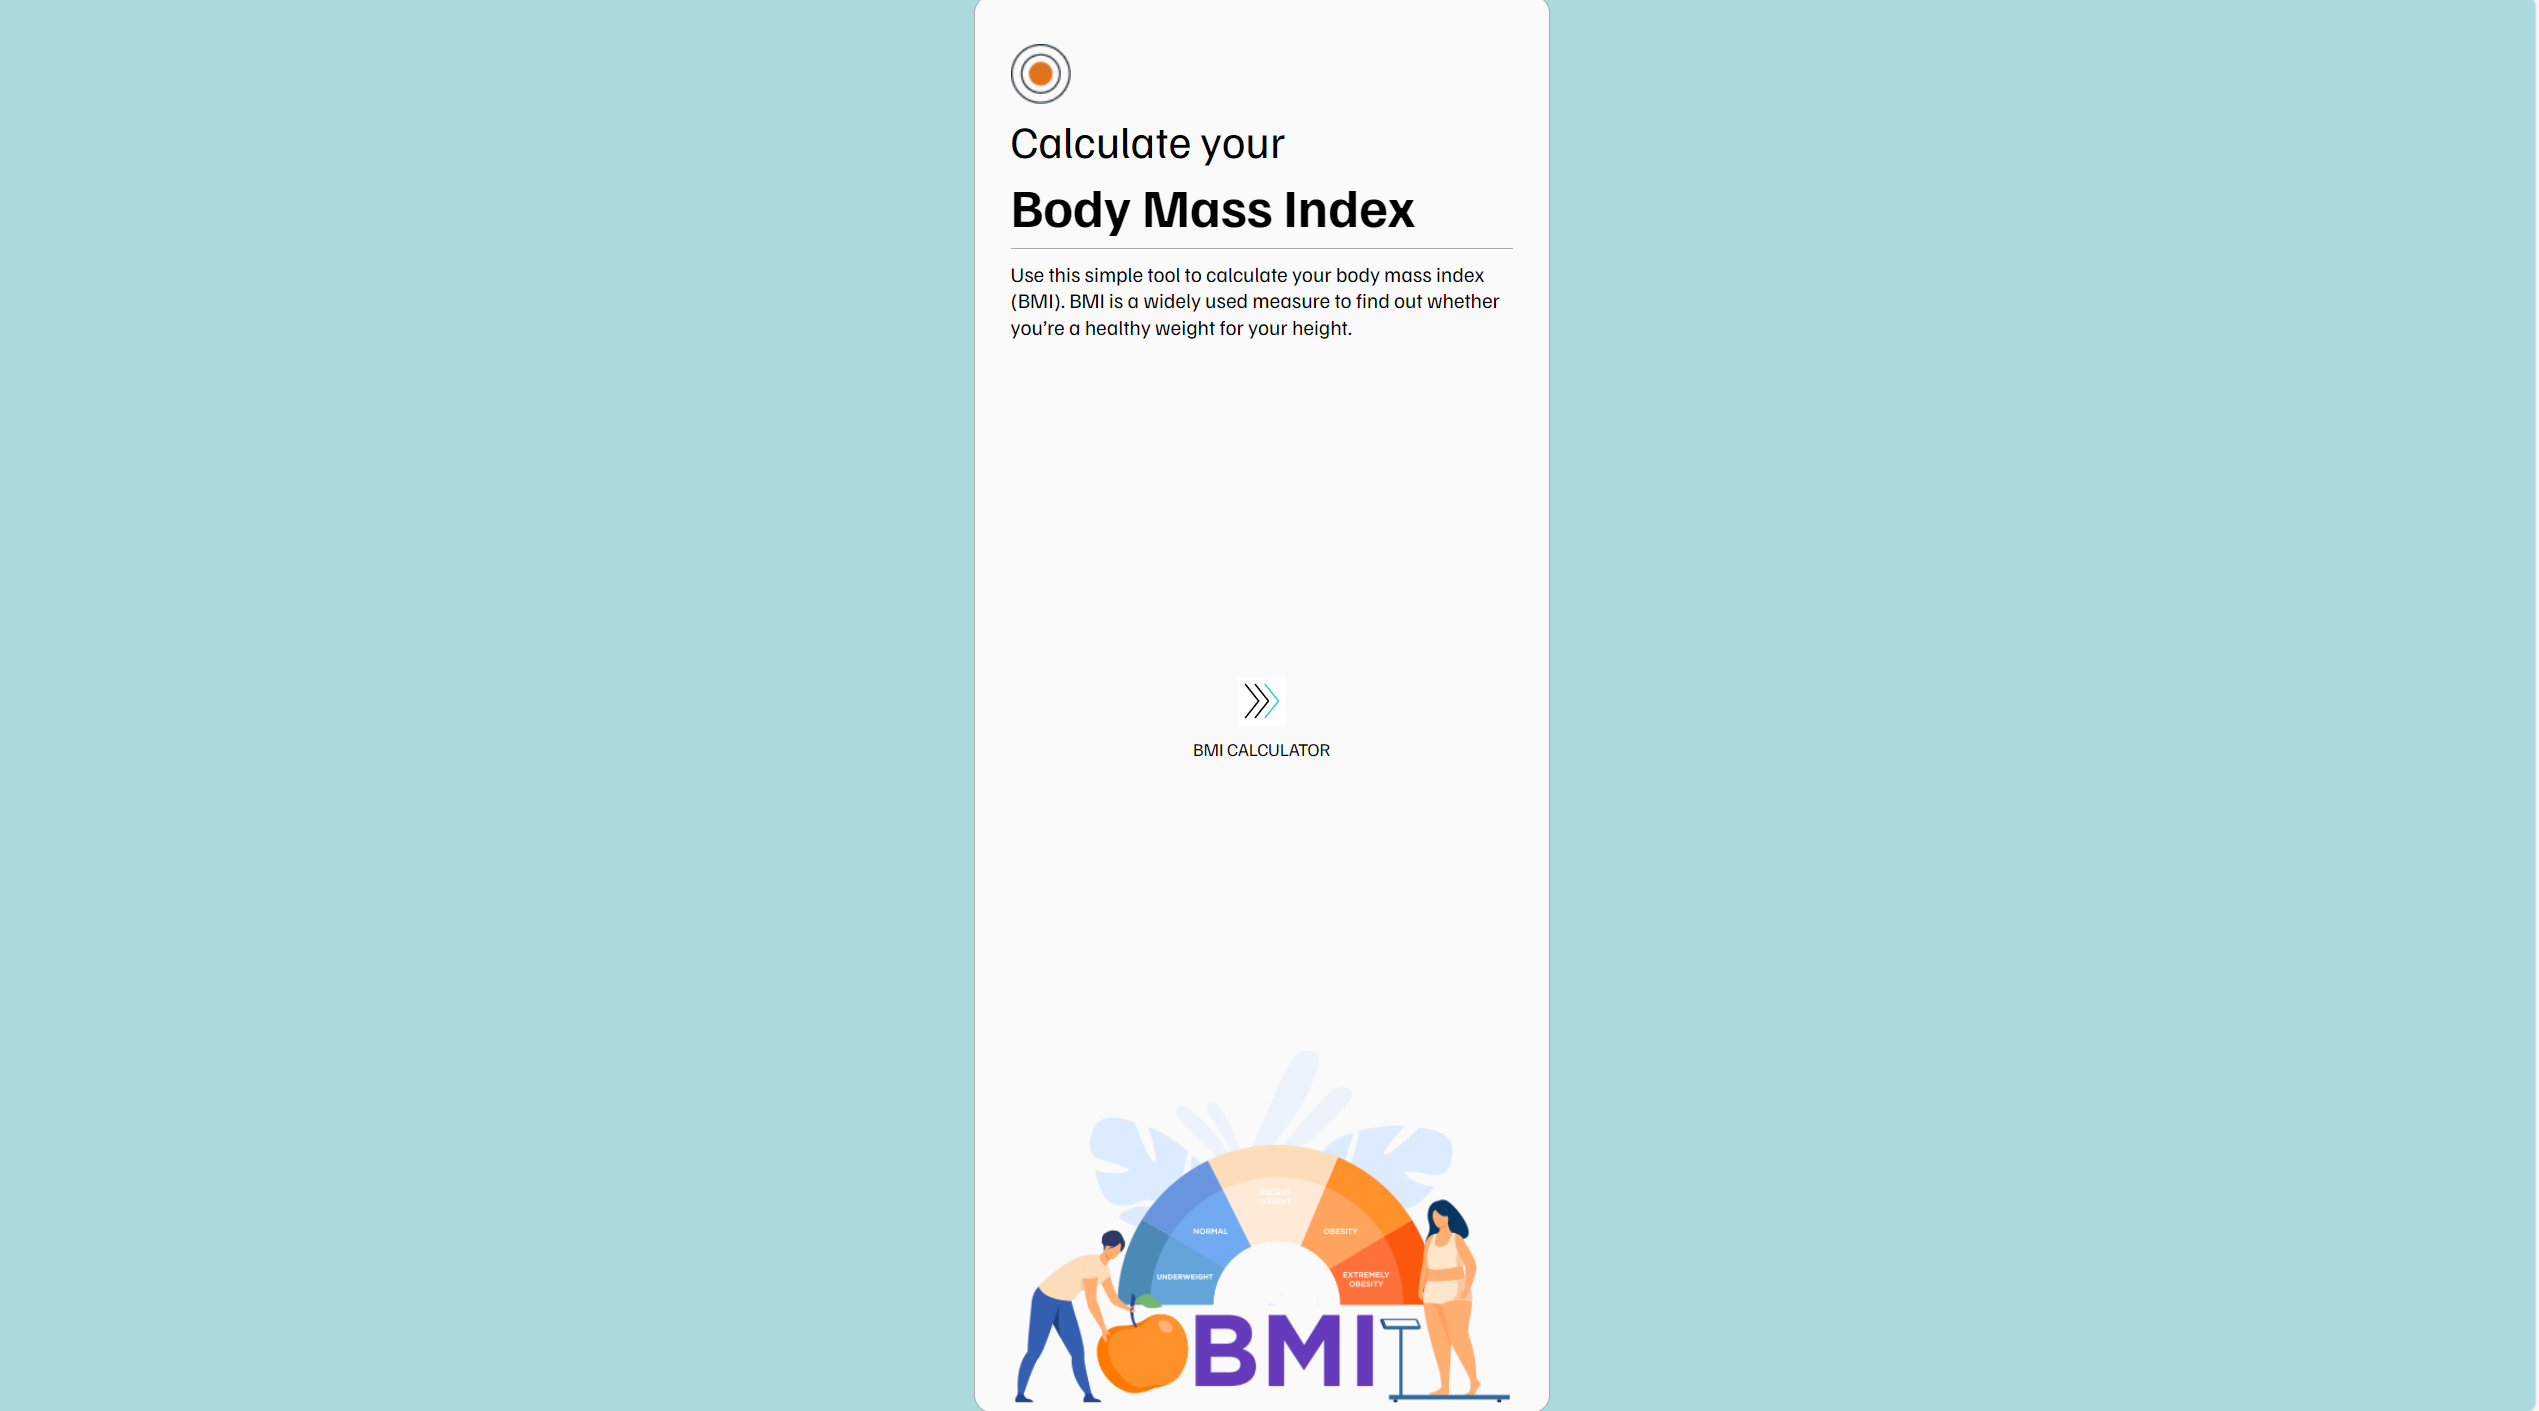 Calculate your
Body Mass Index
Use this simple tool to calculate your body mass index
(BMI). BMI is a widely used measure to find out whether
you’re a healthy weight for your height.
BMI CALCULATOR
EXCESS
WEIGHT
NORMAL
OBESITY
UNDERWEIGHT
EXTREMELY
OBESITY
BMI